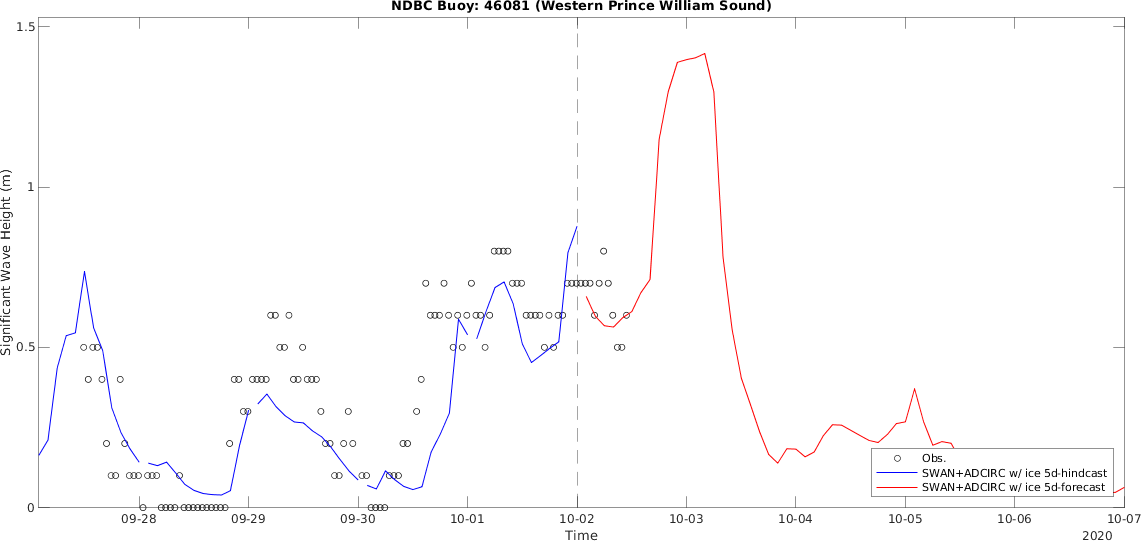 NDBC Buoy: 46081 (Western Prince William Sound)
1.5
1
0.5
0
Significant Wave Height (m)
Obs.
SWAN+ADCIRC w/ ice 5d-hindcast
SWAN+ADCIRC w/ ice 5d-forecast
09-28 09-29 09-30 10-01 10-02 10-03 10-04 10-05 10-06 10-07
Time
2020